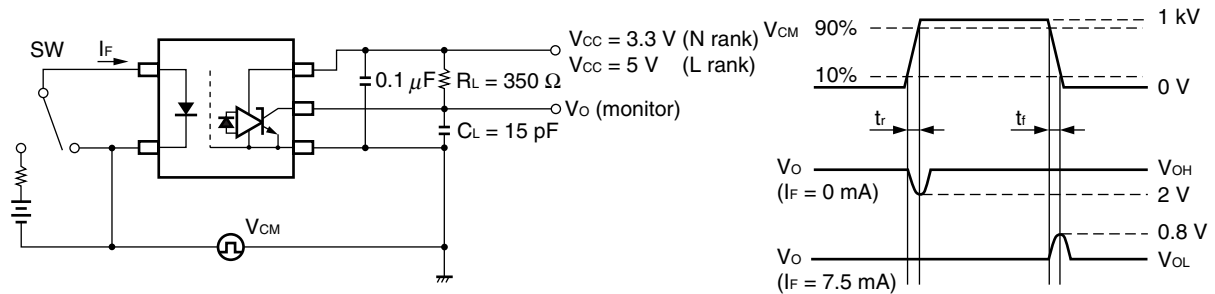 SW
IF
VCC = 3.3 V (N rank)
VCC = 5 V (L rank)
0.1 μF
RL = 350 Ω
VO (monitor)
CL = 15 pF
VCM
VCM
90%
10%
1 kV
0 V
tr
tf
VO
(IF = 0 mA)
VOH
2 V
0.8 V
VO
(IF = 7.5 mA)
VOL